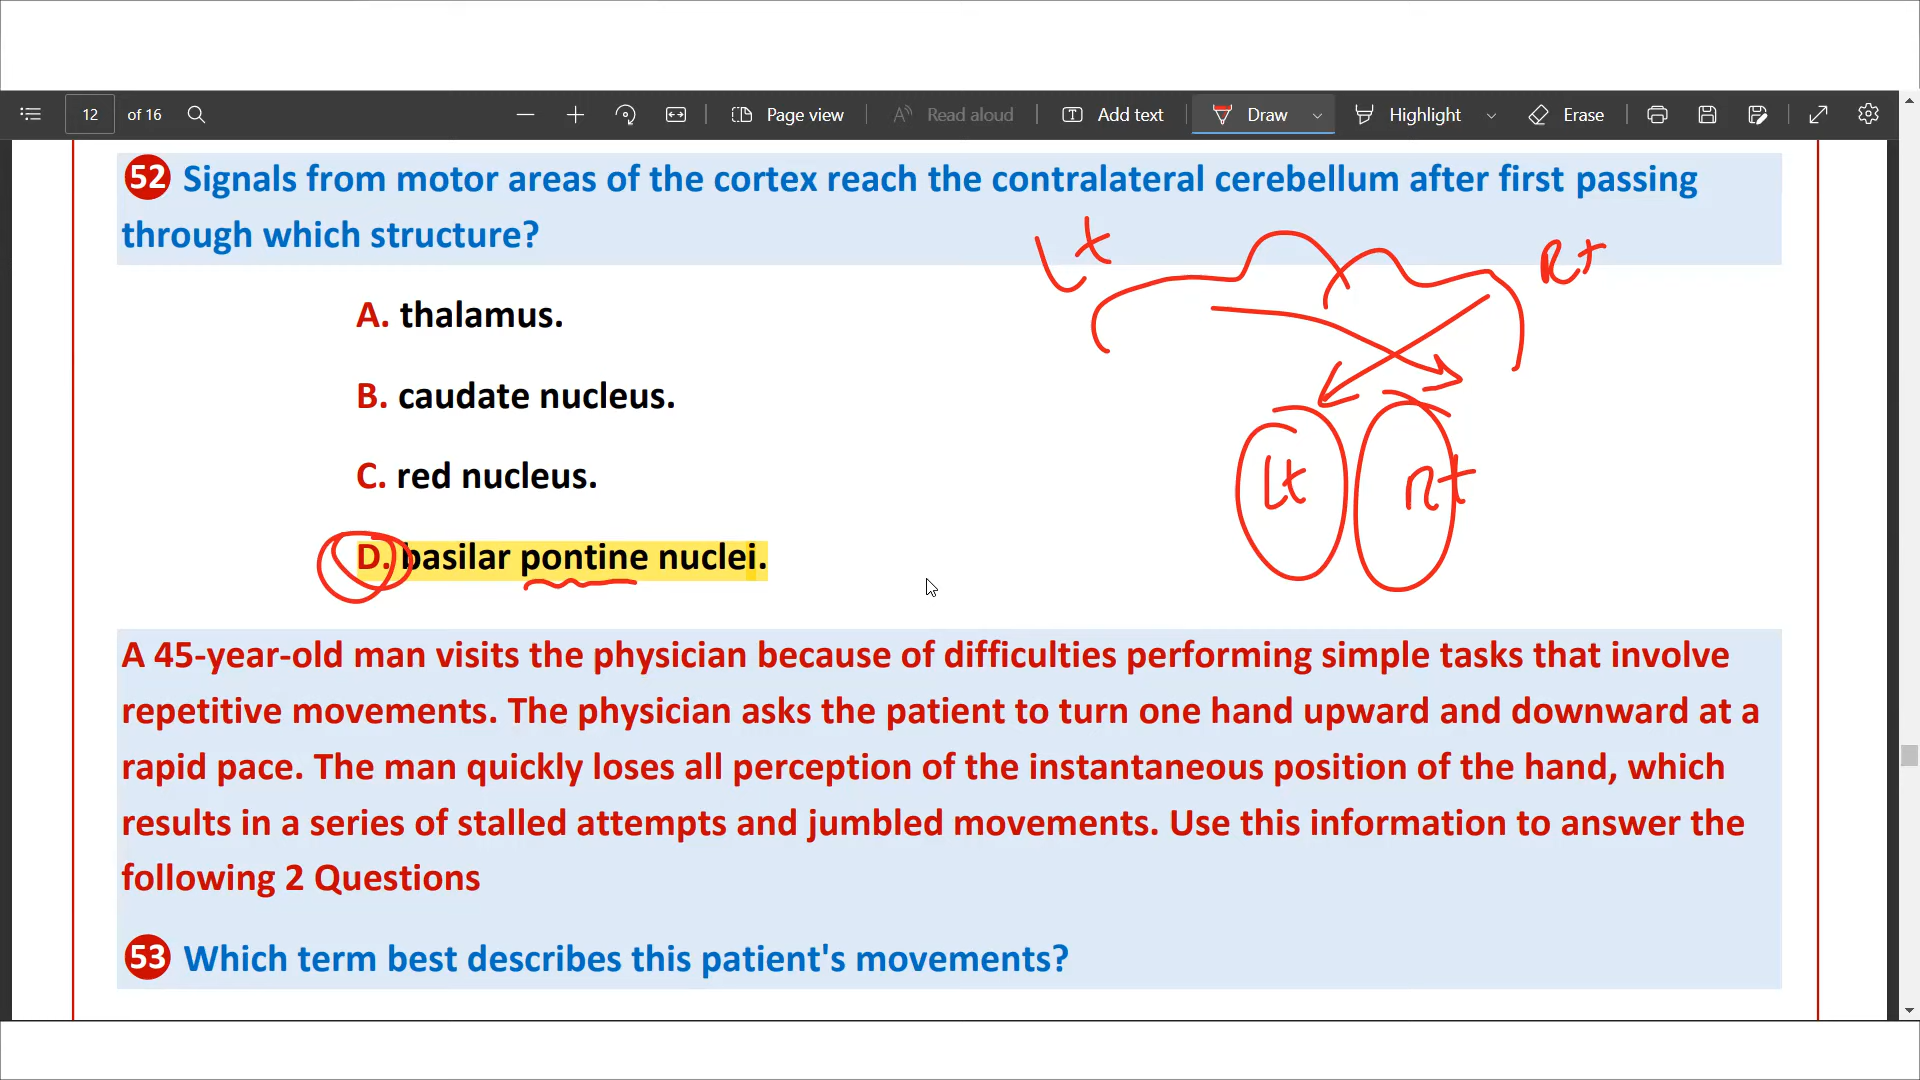 12 of 16 Page view Read aloud Add text Draw Highlight Erase
52 Signals from motor areas of the cortex reach the contralateral cerebellum after first passing
through which structure?
Lt Rt
A. thalamus.
B. caudate nucleus.
C. red nucleus.
Lt Rt
D. basilar pontine nuclei.
A 45-year-old man visits the physician because of difficulties performing simple tasks that involve
repetitive movements. The physician asks the patient to turn one hand upward and downward at a
rapid pace. The man quickly loses all perception of the instantaneous position of the hand, which
results in a series of stalled attempts and jumbled movements. Use this information to answer the
following 2 Questions
53 Which term best describes this patient's movements?